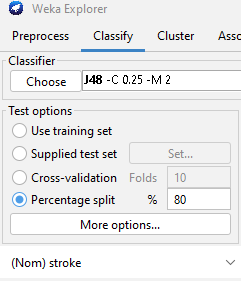 Weka Explorer
Preprocess Classify Cluster Asso
Classifier
Choose J48 -C 0.25 -M 2
Test options
Use training set
Supplied test set Set...
Cross-validation Folds 10
Percentage split % 80
More options...
(Nom) stroke